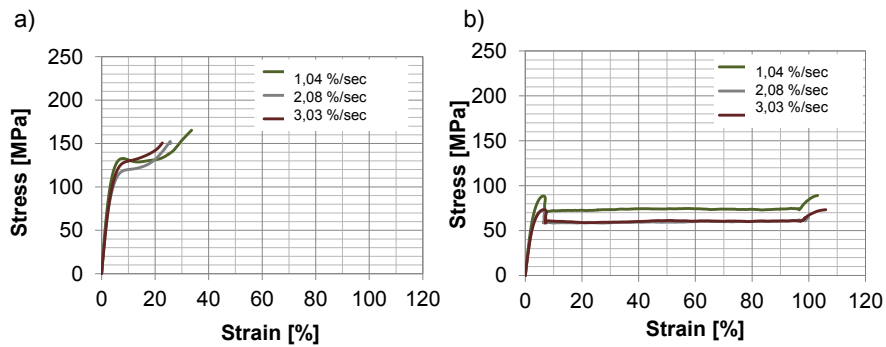 a)
250
200
150
100
50
0
Stress [MPa]
1,04 %/sec
2,08 %/sec
3,03 %/sec
0 20 40 60 80 100 120
Strain [%]
b)
250
200
150
100
50
0
Stress [MPa]
1,04 %/sec
2,08 %/sec
3,03 %/sec
0 20 40 60 80 100 120
Strain [%]